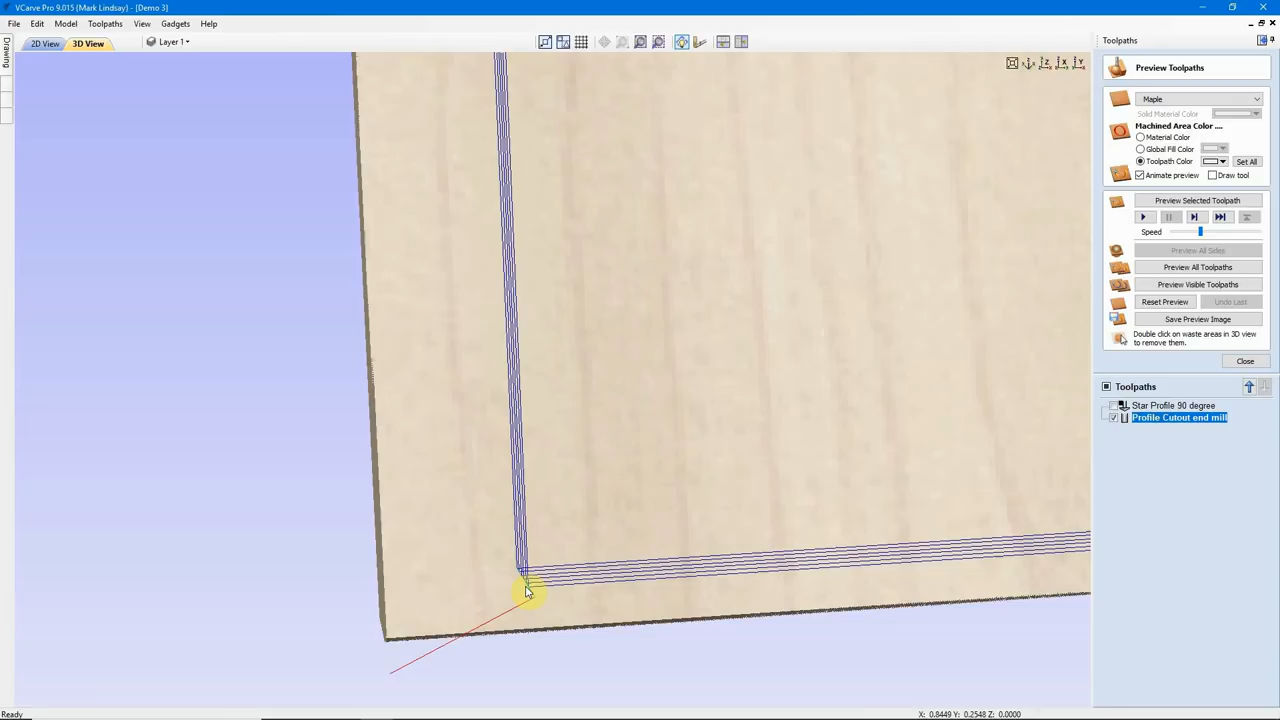 VCarve Pro 9.015 (Mark Lindsay) - [Demo 3]
File Edit Model Toolpaths View Gadgets Help
2D View 3D View Layer 1
Drawing
Toolpaths
Preview Toolpaths
Maple
Solid Material Color
Machined Area Color ....
Material Color
Global Fill Color
Toolpath Color Set All
Animate preview Draw tool
Preview Selected Toolpath
Speed
Preview All Sides
Preview All Toolpaths
Preview Visible Toolpaths
Reset Preview Undo Last
Save Preview Image
Double click on waste areas in 3D view
to remove them.
Close
Toolpaths
Star Profile 90 degree
Profile Cutout end mill
Ready X: 0.8449 Y: 0.2548 Z: 0.0000